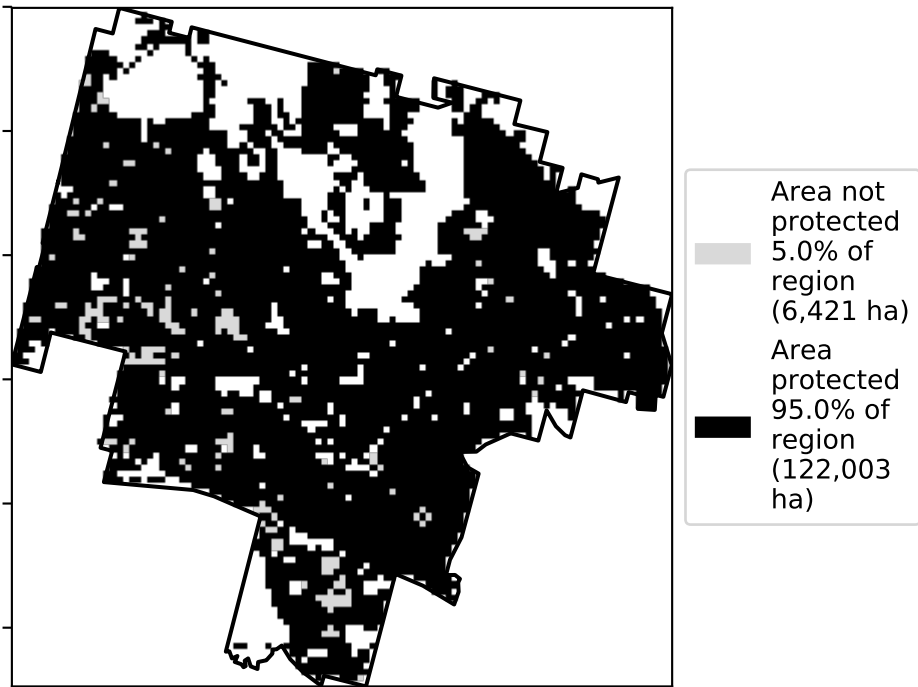 Area not
protected
5.0% of
region
(6,421 ha)
Area
protected
95.0% of
region
(122,003
ha)